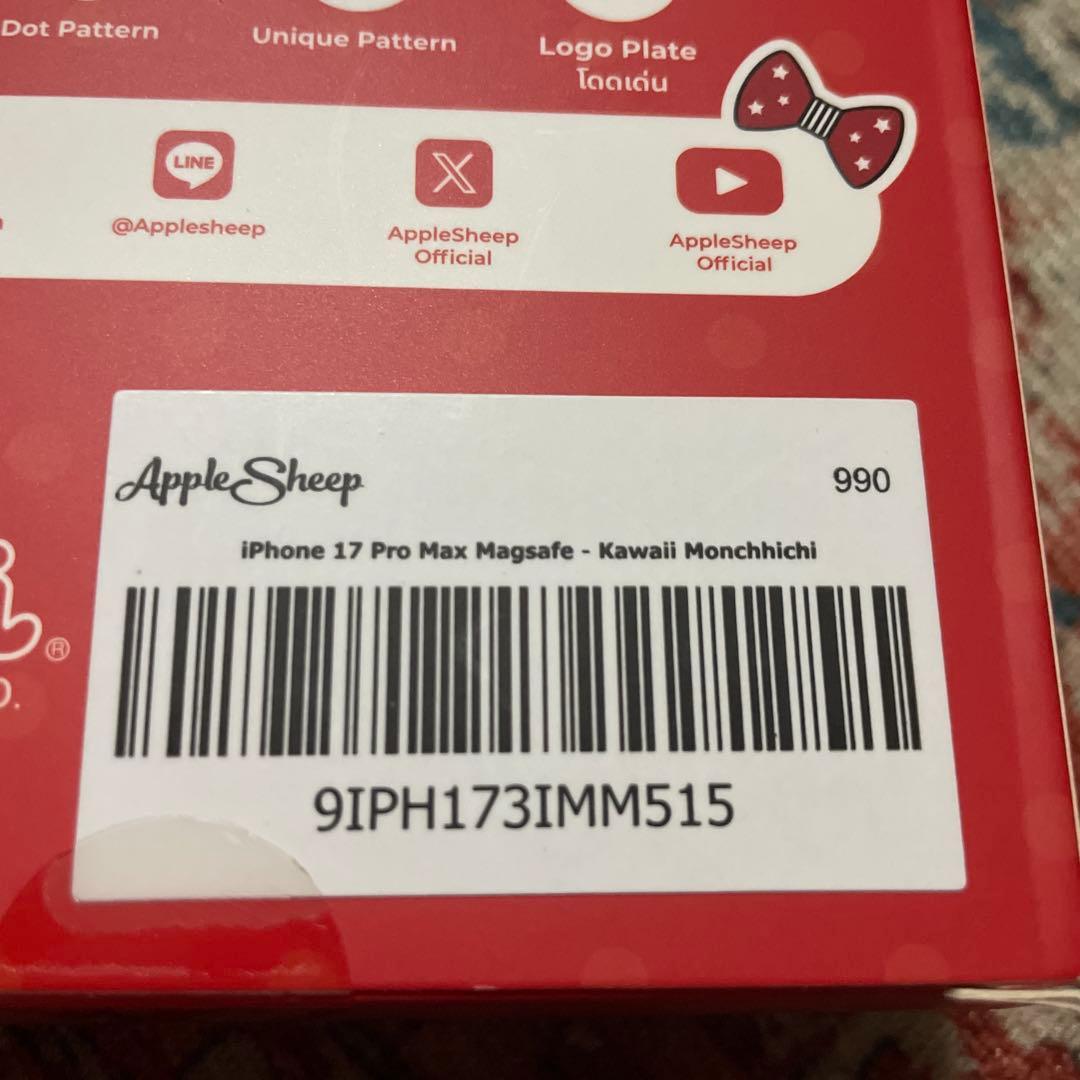 Dot Pattern
Unique Pattern
Logo Plate
โดดเด่น
LINE
@Applesheep
X
AppleSheep
Official
AppleSheep
Official
AppleSheep
990
iPhone 17 Pro Max Magsafe - Kawaii Monchhichi
9IPH173IMM515
®